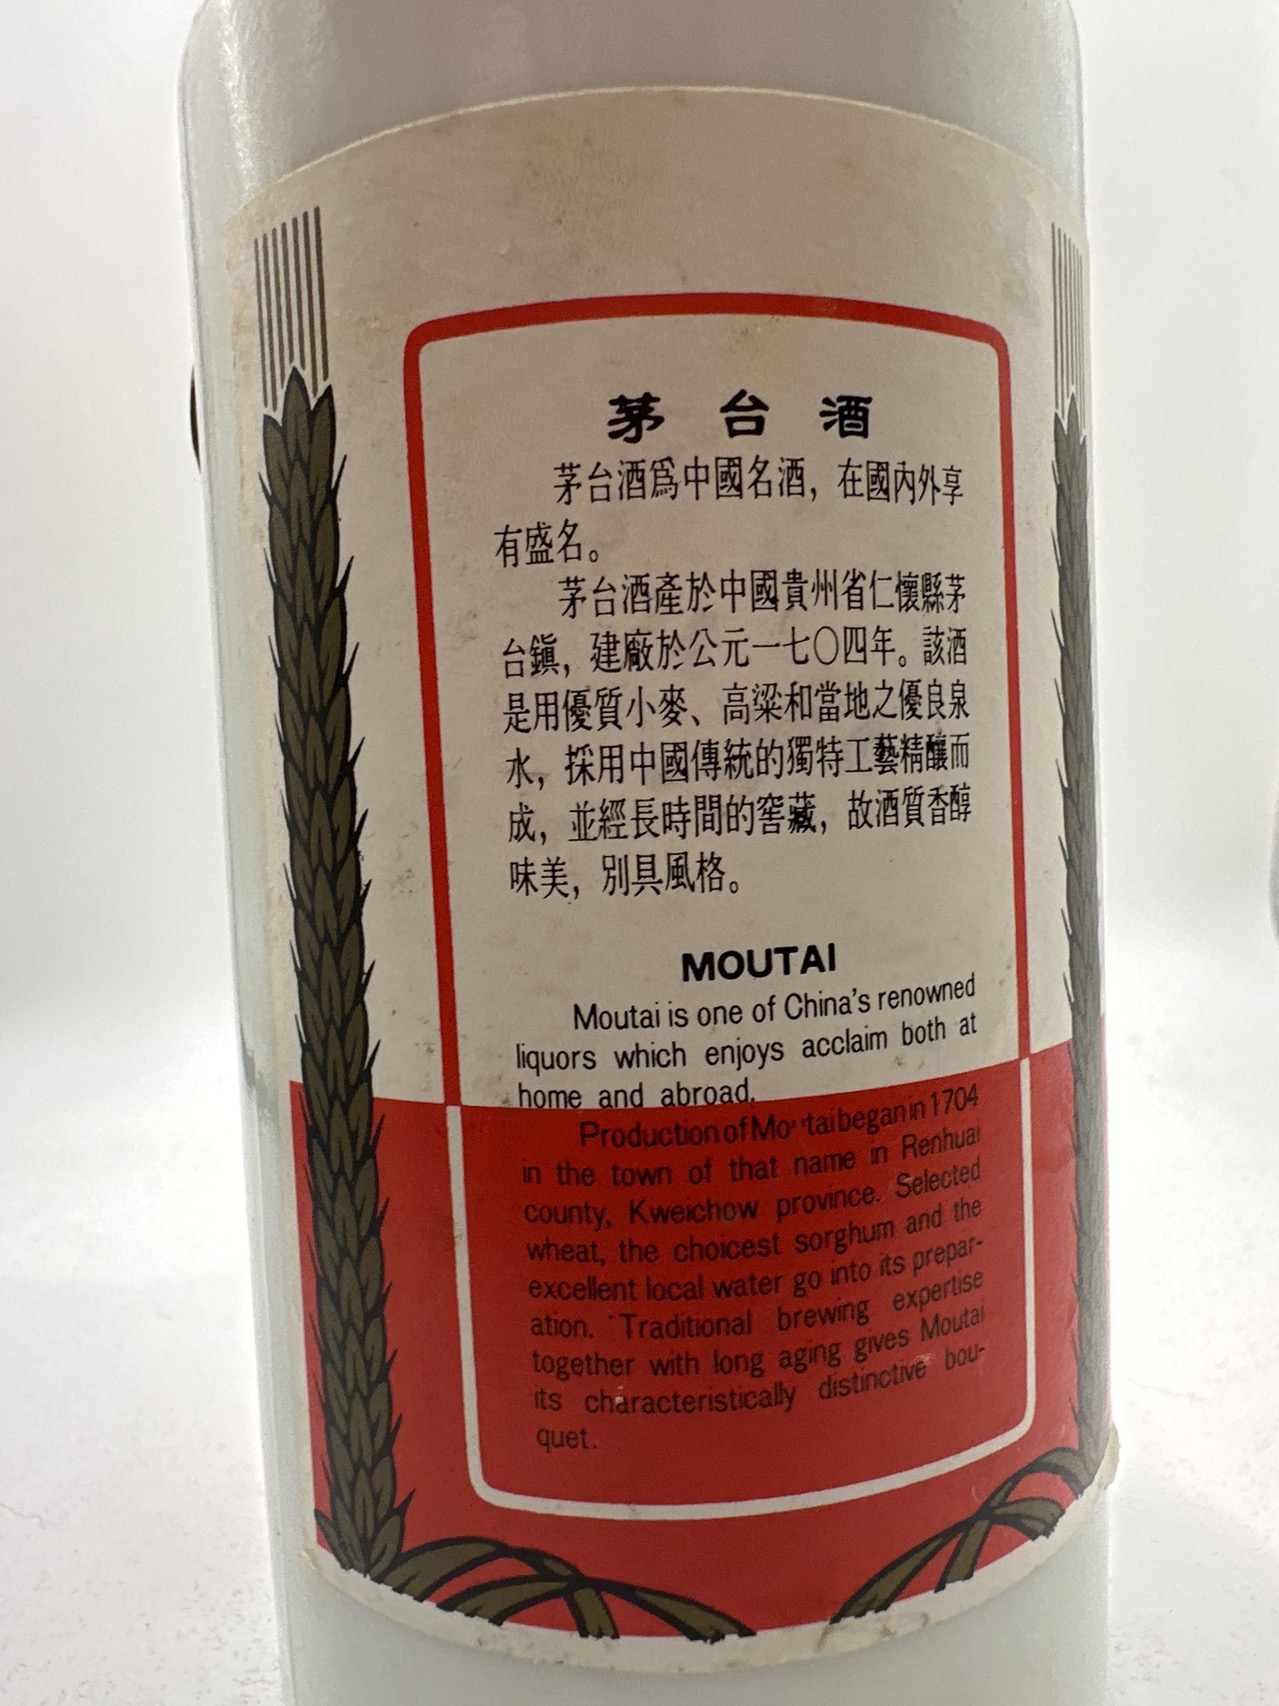 茅台酒
茅台酒爲中國名酒，在國內外享
有盛名。
茅台酒產於中國貴州省仁懷縣茅
台鎭，建廠於公元一七〇四年。該酒
是用優質小麥、高粱和當地之優良泉
水，採用中國傳統的獨特工藝精釀而
成，並經長時間的窖藏，故酒質香醇
味美，別具風格。
MOUTAI
Moutai is one of China's renowned
liquors which enjoys acclaim both at
home and abroad.
Production of Moutai began in 1704
in the town of that name in Renhuai
county, Kweichow province. Selected
wheat, the choicest sorghum and the
excellent local water go into its prepar-
ation. Traditional brewing expertise
together with long aging gives Moutai
its characteristically distinctive bou-
quet.